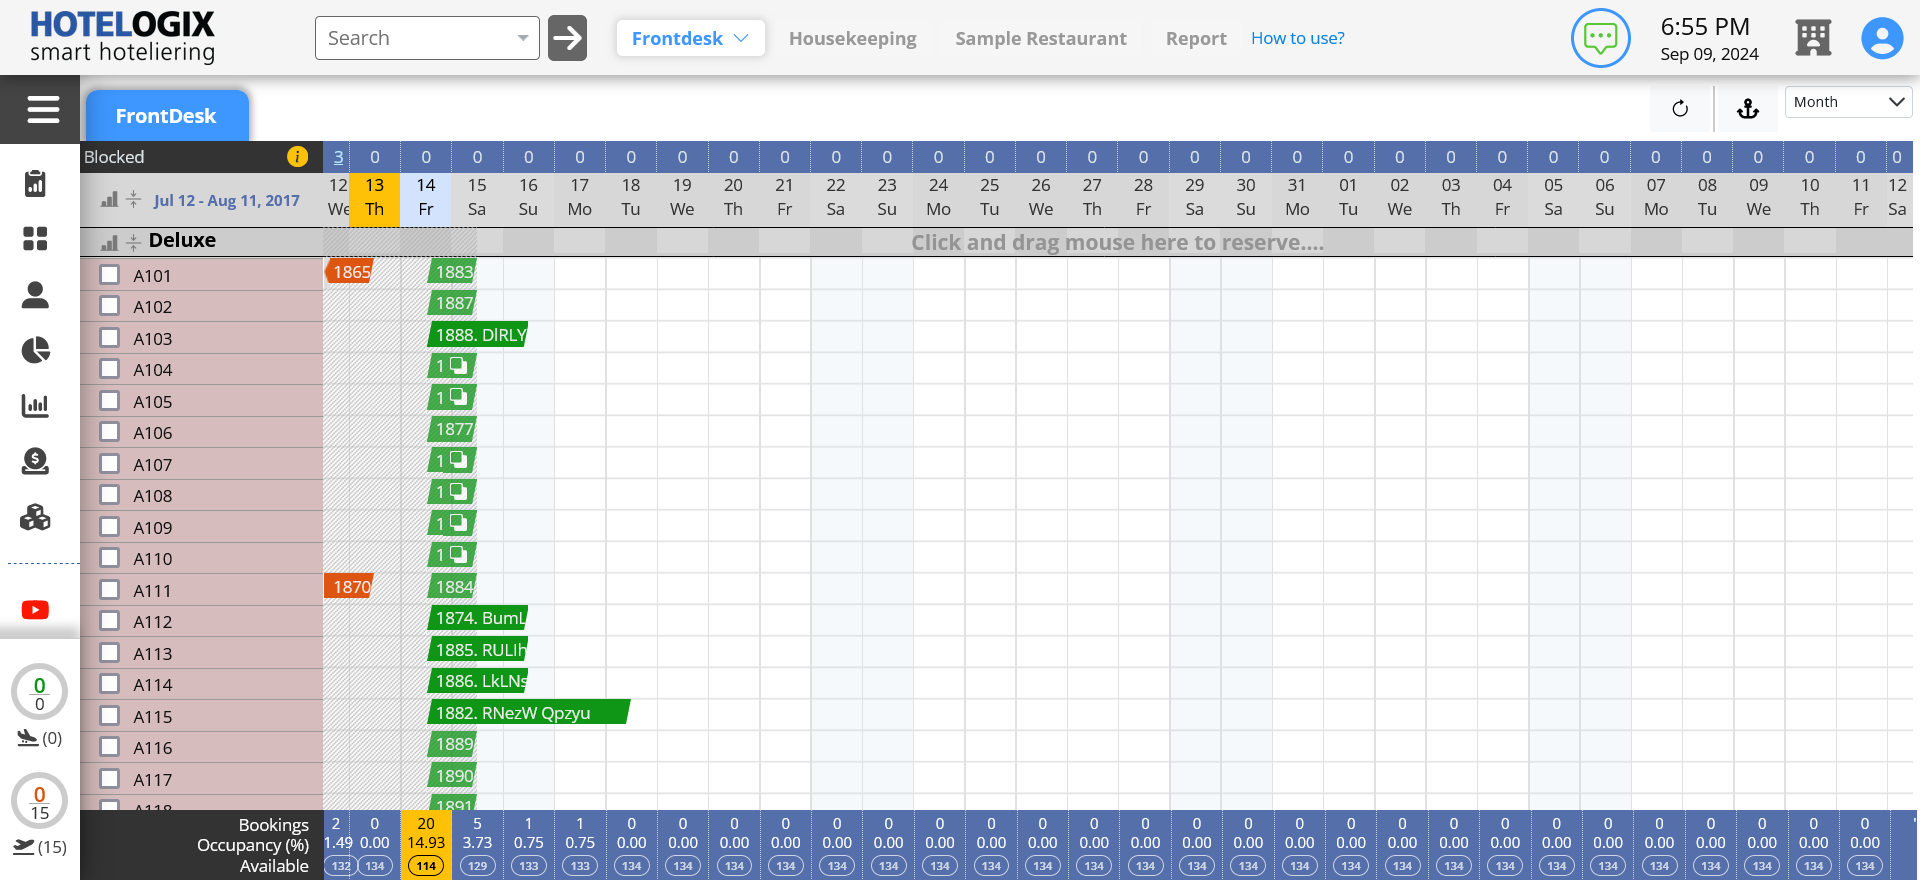 HOTELOGIX
smart hoteliering
Search
Frontdesk Housekeeping Sample Restaurant Report How to use?
6:55 PM
Sep 09, 2024
FrontDesk
Month
Blocked i 3 0 0 0 0 0 0 0 0 0 0 0 0 0 0 0 0 0 0 0 0 0 0 0 0 0 0 0 0 0 0 0
12 13 14 15 16 17 18 19 20 21 22 23 24 25 26 27 28 29 30 31 01 02 03 04 05 06 07 08 09 10 11 12
Jul 12 - Aug 11, 2017
We Th Fr Sa Su Mo Tu We Th Fr Sa Su Mo Tu We Th Fr Sa Su Mo Tu We Th Fr Sa Su Mo Tu We Th Fr Sa
Deluxe Click and drag mouse here to reserve....
A101 1865 1883
A102 1887
A103 1888. DlRLY
A104 1
A105 1
A106 1877
A107 1
A108 1
A109 1
A110 1
A111 1870 1884
A112 1874. BumL
A113 1885. RULlh
A114 1886. LkLNs
A115 1882. RNezW Qpzyu
A116 1889
A117 1890
A118 1891
0
0
(0)
0
15
(15)
Bookings 2 0 20 5 1 1 0 0 0 0 0 0 0 0 0 0 0 0 0 0 0 0 0 0 0 0 0 0 0 0 0
Occupancy (%) 1.49 0.00 14.93 3.73 0.75 0.75 0.00 0.00 0.00 0.00 0.00 0.00 0.00 0.00 0.00 0.00 0.00 0.00 0.00 0.00 0.00 0.00 0.00 0.00 0.00 0.00 0.00 0.00 0.00 0.00 0.00
Available 132 134 114 129 133 133 134 134 134 134 134 134 134 134 134 134 134 134 134 134 134 134 134 134 134 134 134 134 134 134 134